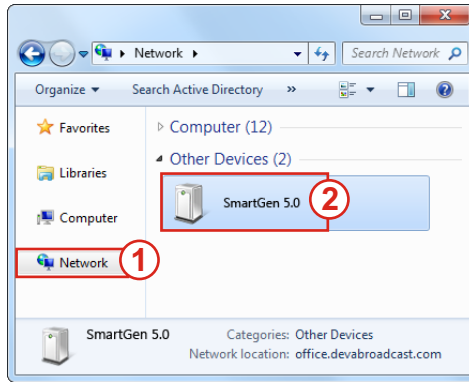 Network
Search Network
Organize
Search Active Directory
»
Favorites
Libraries
Computer
Network
1
Computer (12)
Other Devices (2)
SmartGen 5.0
2
SmartGen 5.0
Categories: Other Devices
Network location: office.devabroadcast.com